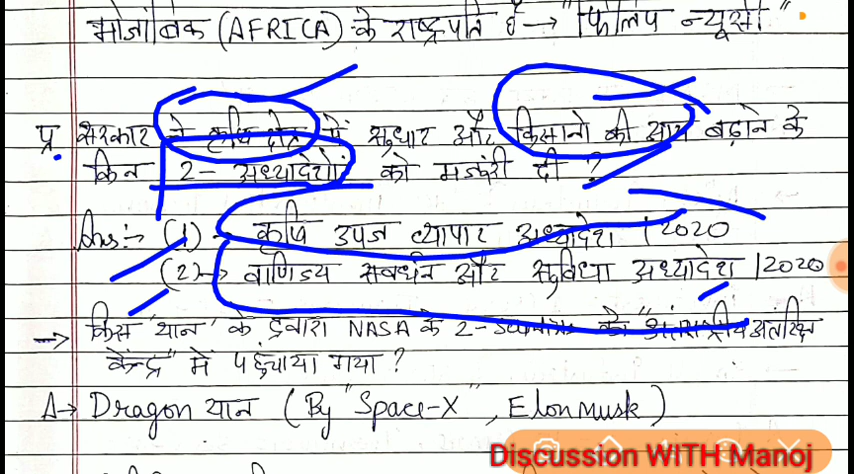 मोजांबिक (AFRICA) के राष्ट्रपति है → "फिलिप न्यूसी"
प्र. सरकार ने कृषि क्षेत्र में सुधार और किसानो की आय बढ़ाने के
किन 2 - अध्यादेशों को मजूंरी दी ?
Ans:- (1) → कृषि उपज व्यापार अध्यादेश | 2020
(2) → वाणिज्य संवर्धन और सुविधा अध्यादेश | 2020
→ किस 'यान' के द्वारा NASA के 2- को "अंतराष्ट्रीय अंतरिक्ष
केन्द्र" में पहुंचाया गया ?
A → Dragon यान (By "Space-X", Elon musk)
Discussion WITH Manoj